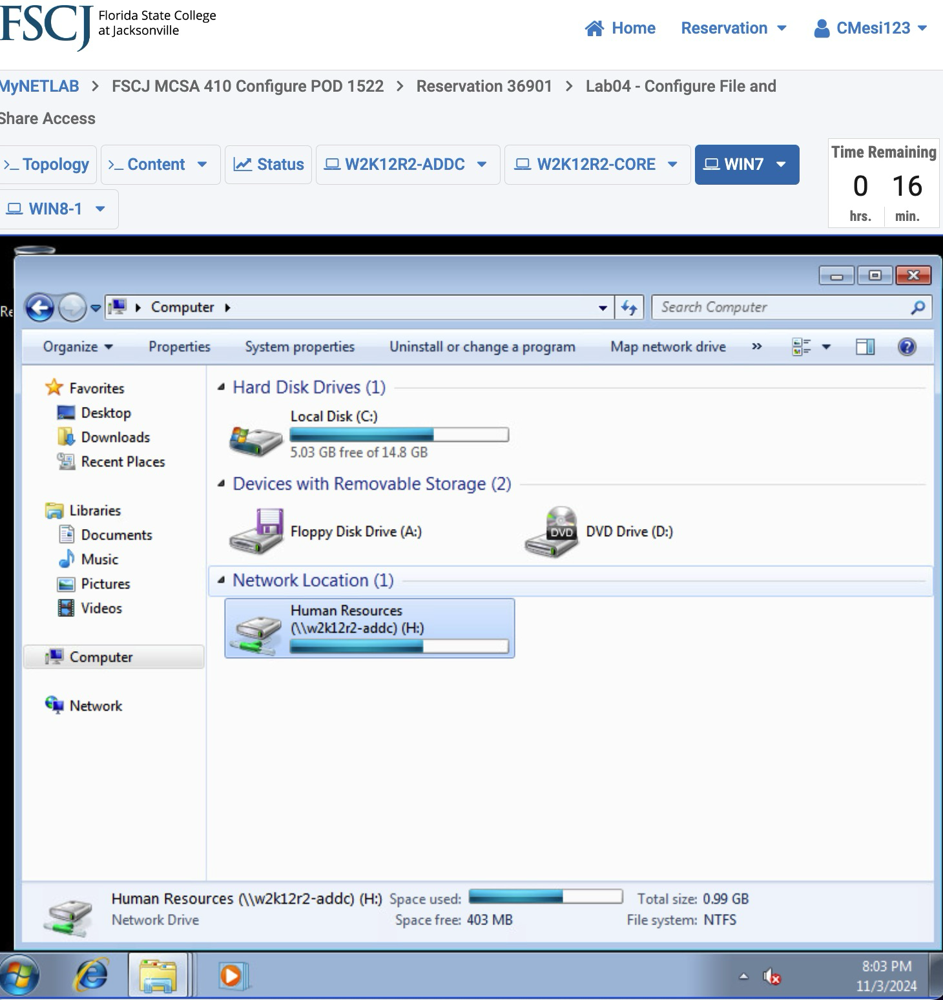 FSCJ
Florida State College
at Jacksonville
Home
Reservation
CMesi123
MyNETLAB > FSCJ MCSA 410 Configure POD 1522 > Reservation 36901 > Lab04 - Configure File and
Share Access
Topology
Content
Status
W2K12R2-ADDC
W2K12R2-CORE
WIN7
WIN8-1
Time Remaining
0 16
hrs. min.
Re
Computer
Search Computer
Organize
Properties
System properties
Uninstall or change a program
Map network drive
»
Favorites
Desktop
Downloads
Recent Places
Libraries
Documents
Music
Pictures
Videos
Computer
Network
Hard Disk Drives (1)
Local Disk (C:)
5.03 GB free of 14.8 GB
Devices with Removable Storage (2)
Floppy Disk Drive (A:)
DVD
DVD Drive (D:)
Network Location (1)
Human Resources
(\\w2k12r2-addc) (H:)
Human Resources (\\w2k12r2-addc) (H:) Space used: Total size: 0.99 GB
Network Drive Space free: 403 MB File system: NTFS
8:03 PM
11/3/2024